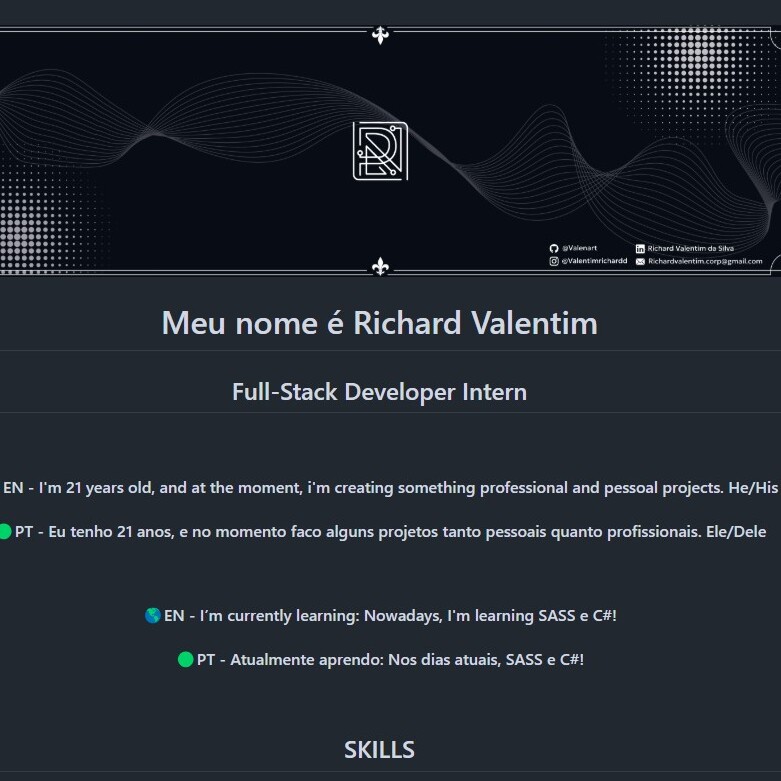 @Valenart
Richard Valentim da Silva
@Valentimrichardd
Richardvalentim.corp@gmail.com
Meu nome é Richard Valentim
Full-Stack Developer Intern
EN - I'm 21 years old, and at the moment, i'm creating something professional and pessoal projects. He/His
PT - Eu tenho 21 anos, e no momento faco alguns projetos tanto pessoais quanto profissionais. Ele/Dele
EN - I’m currently learning: Nowadays, I'm learning SASS e C#!
PT - Atualmente aprendo: Nos dias atuais, SASS e C#!
SKILLS